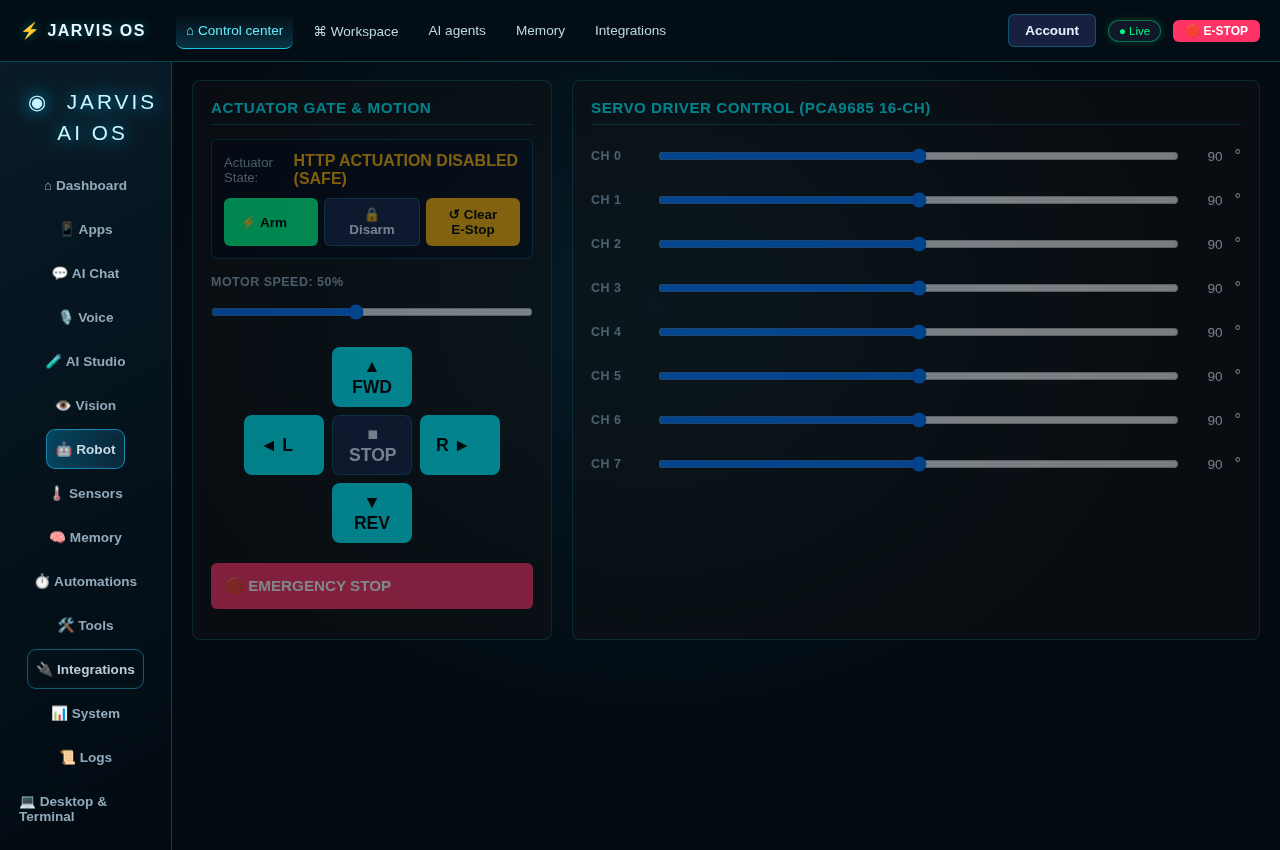 ⚡ JARVIS OS
⌂ Control center
⌘ Workspace
AI agents
Memory
Integrations
Account
● Live
🛑 E-STOP
◉ JARVIS
AI OS
⌂ Dashboard
📱 Apps
💬 AI Chat
🎙️ Voice
🧪 AI Studio
👁️ Vision
🤖 Robot
🌡️ Sensors
🧠 Memory
⏱️ Automations
🛠️ Tools
🔌 Integrations
📊 System
📜 Logs
💻 Desktop &
Terminal
ACTUATOR GATE & MOTION
Actuator
State:
HTTP ACTUATION DISABLED
(SAFE)
⚡ Arm
🔒
Disarm
↺ Clear
E-Stop
MOTOR SPEED: 50%
▲
FWD
◄ L
■
STOP
R ►
▼
REV
🛑 EMERGENCY STOP
SERVO DRIVER CONTROL (PCA9685 16-CH)
CH 0 90 °
CH 1 90 °
CH 2 90 °
CH 3 90 °
CH 4 90 °
CH 5 90 °
CH 6 90 °
CH 7 90 °